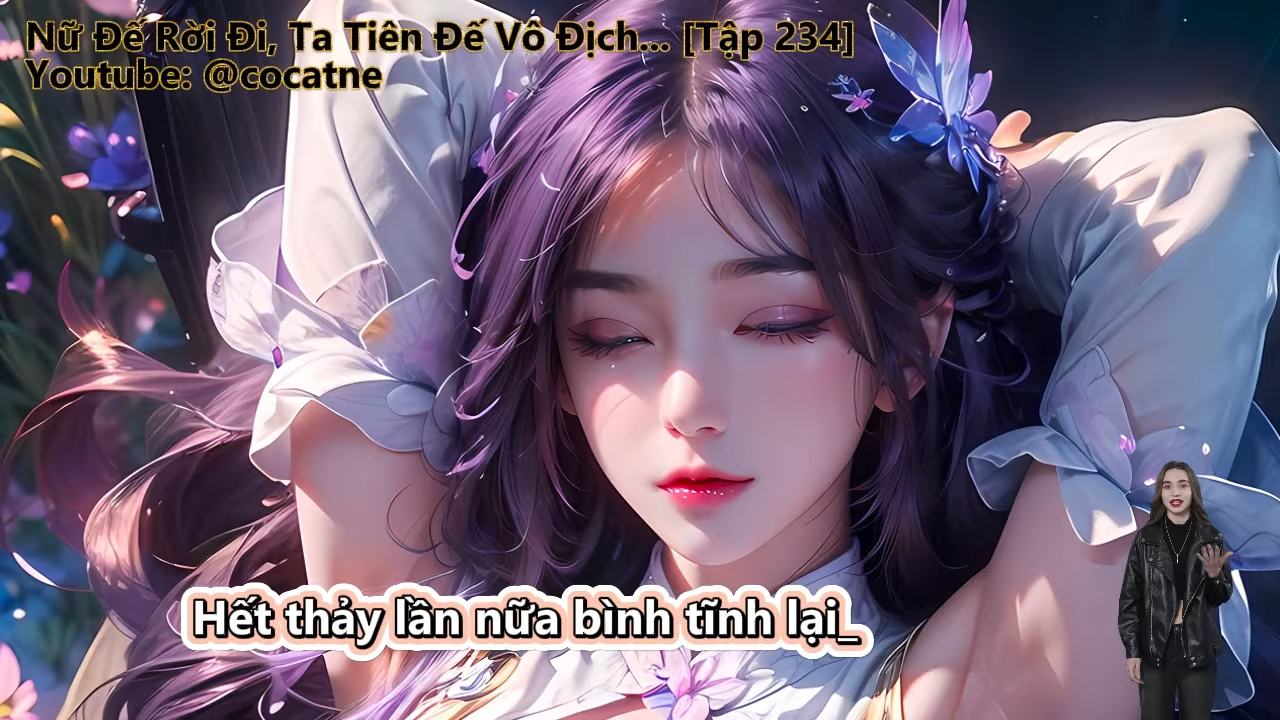 Nữ Đế Rời Đi, Ta Tiên Đế Vô Địch... [Tập 234]
Youtube: @cocatne
Hết thảy lần nữa bình tĩnh lại_